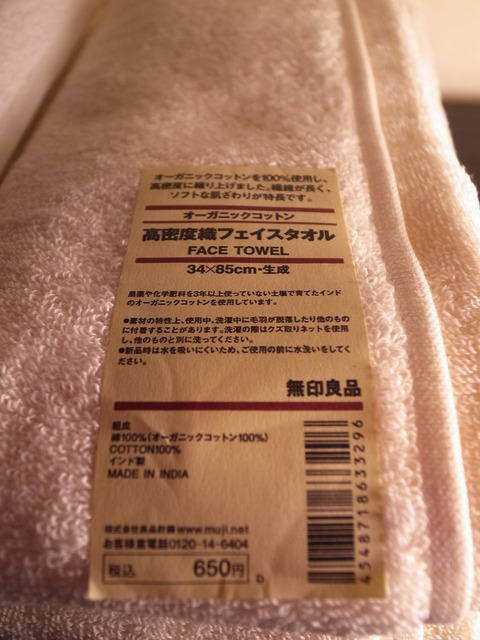 オーガニックコットンを100%使用し、
高密度に織り上げました。繊維が長く、
ソフトな肌ざわりが特長です。
オーガニックコットン
高密度織フェイスタオル
FACE TOWEL
34×85cm・生成
農薬や化学肥料を3年以上使っていない土壌で育てたインド
のオーガニックコットンを使用しています。
●素材の特性上、使用中、洗濯中に毛羽が脱落したり他のもの
に付着することがあります。洗濯の際はクズ取りネットを使用
し、他のものと別に洗ってください。
●新品時は水を吸いにくいため、ご使用の前に水洗いをしてく
ださい。
無印良品
組成
綿100%(オーガニックコットン100%)
COTTON100%
インド製
MADE IN INDIA
株式会社良品計画 www.muji.net
お客様室電話0120-14-6404
税込 650円
D
4548718633296